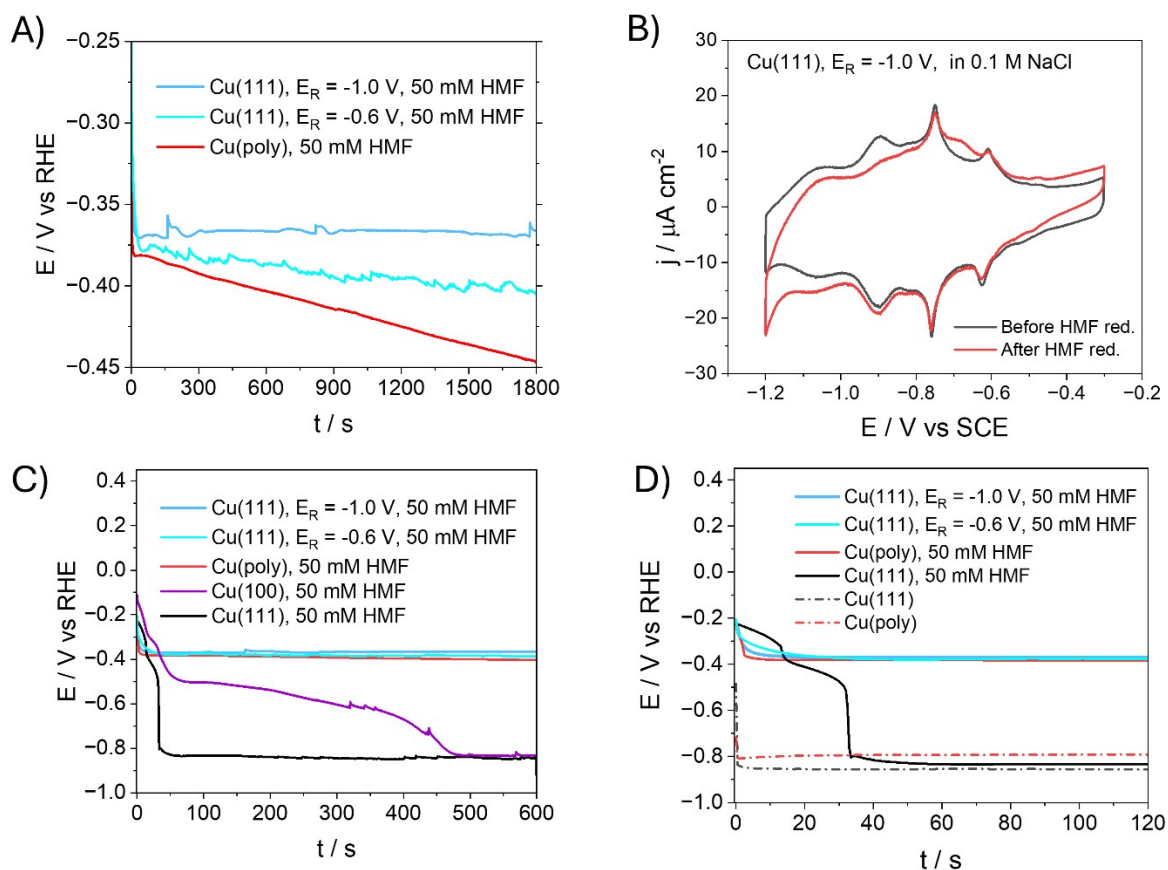 A)
Cu(111), E_R = -1.0 V, 50 mM HMF
Cu(111), E_R = -0.6 V, 50 mM HMF
Cu(poly), 50 mM HMF
E / V vs RHE
−0.25
−0.30
−0.35
−0.40
−0.45
0 300 600 900 1200 1500 1800
t / s
B)
Cu(111), E_R = -1.0 V, in 0.1 M NaCl
j / µA cm⁻²
30
20
10
0
−10
−20
−30
Before HMF red.
After HMF red.
−1.2 −1.0 −0.8 −0.6 −0.4 −0.2
E / V vs SCE
C)
Cu(111), E_R = -1.0 V, 50 mM HMF
Cu(111), E_R = -0.6 V, 50 mM HMF
Cu(poly), 50 mM HMF
Cu(100), 50 mM HMF
Cu(111), 50 mM HMF
E / V vs RHE
0.4
0.2
0.0
−0.2
−0.4
−0.6
−0.8
−1.0
0 100 200 300 400 500 600
t / s
D)
Cu(111), E_R = -1.0 V, 50 mM HMF
Cu(111), E_R = -0.6 V, 50 mM HMF
Cu(poly), 50 mM HMF
Cu(111), 50 mM HMF
Cu(111)
Cu(poly)
E / V vs RHE
0.4
0.2
0.0
−0.2
−0.4
−0.6
−0.8
−1.0
0 20 40 60 80 100 120
t / s